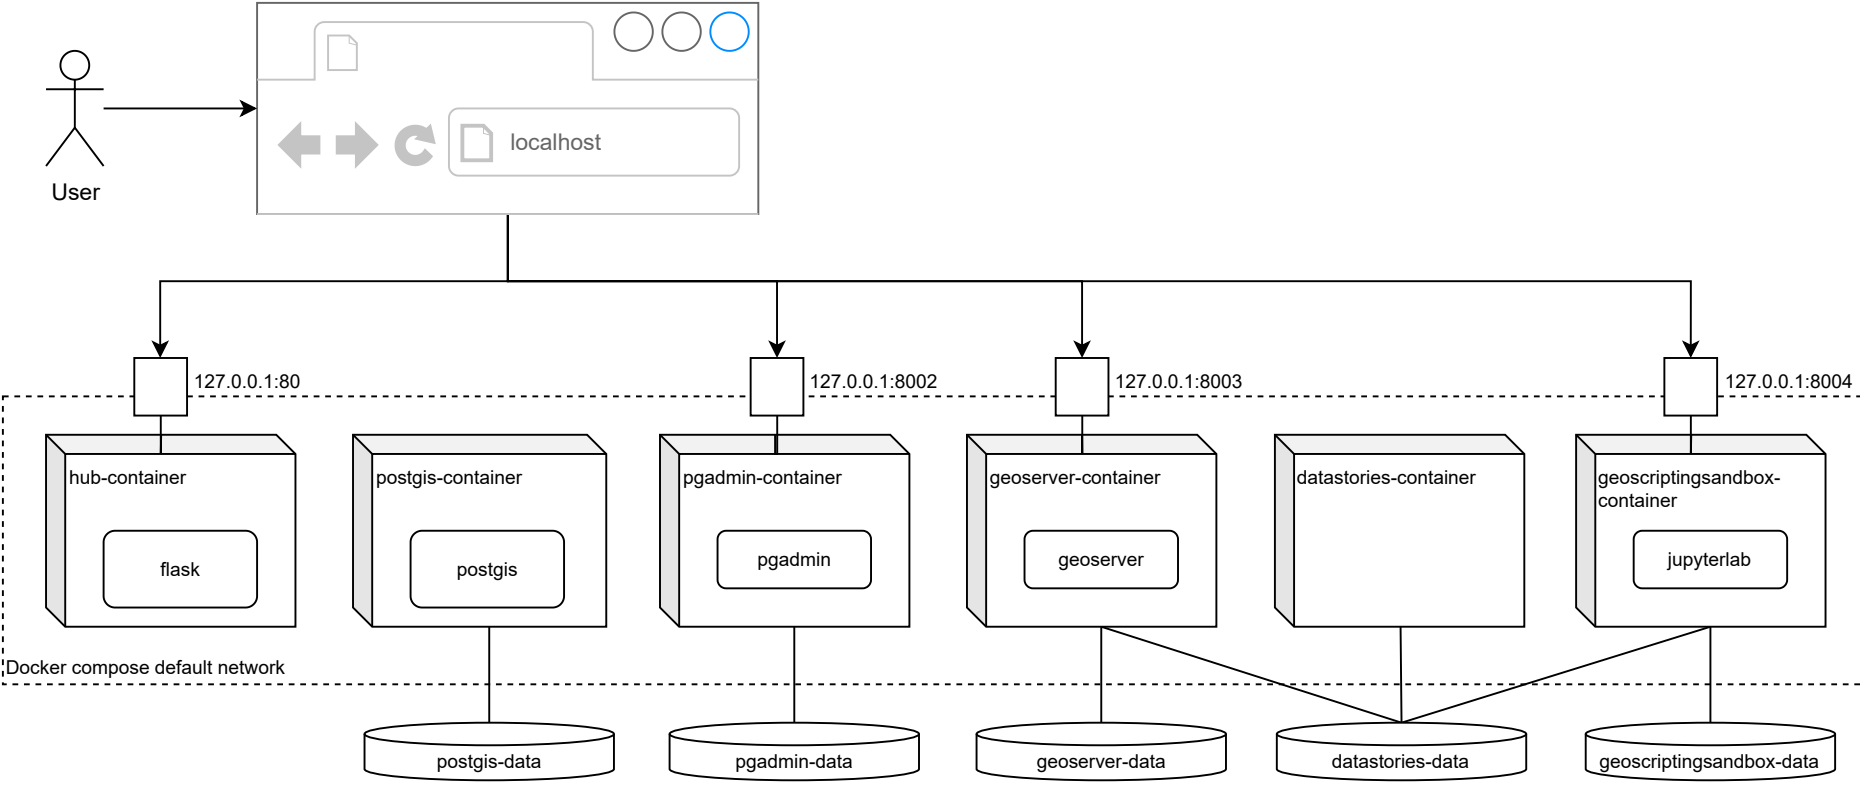 localhost
User
127.0.0.1:80
127.0.0.1:8002
127.0.0.1:8003
127.0.0.1:8004
hub-container
postgis-container
pgadmin-container
geoserver-container
datastories-container
geoscriptingsandbox-
container
flask
postgis
pgadmin
geoserver
jupyterlab
Docker compose default network
postgis-data
pgadmin-data
geoserver-data
datastories-data
geoscriptingsandbox-data